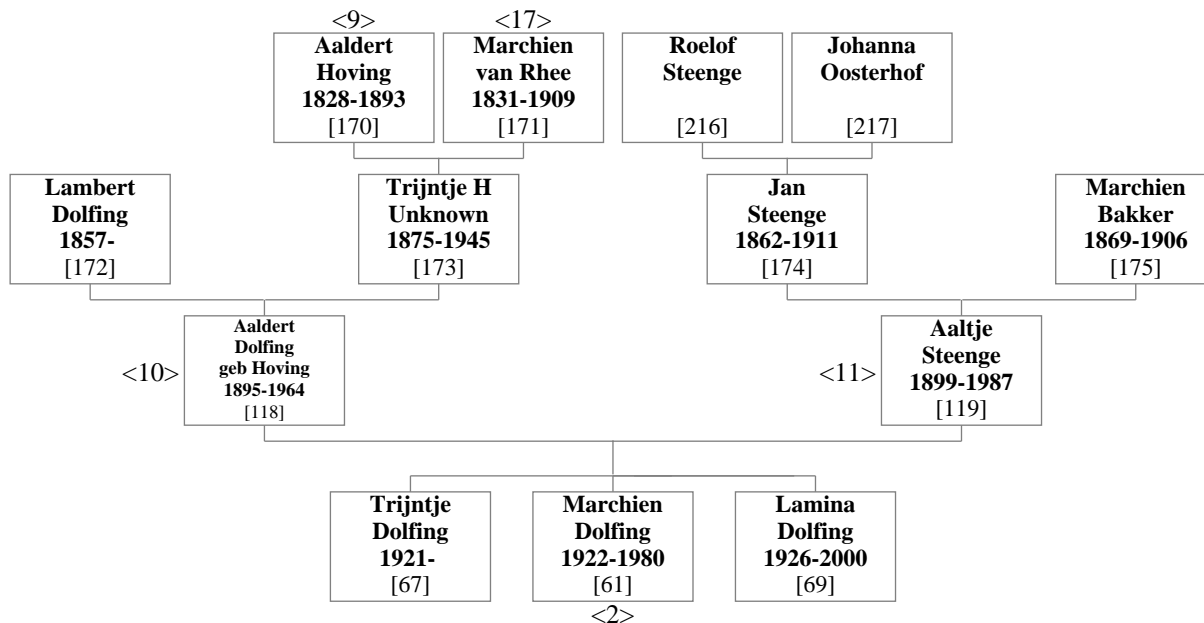 <9>
<17>
Aaldert
Hoving
1828-1893
[170]
Marchien
van Rhee
1831-1909
[171]
Roelof
Steenge
[216]
Johanna
Oosterhof
[217]
Lambert
Dolfing
1857-
[172]
Trijntje H
Unknown
1875-1945
[173]
Jan
Steenge
1862-1911
[174]
Marchien
Bakker
1869-1906
[175]
<10>
Aaldert
Dolfing
geb Hoving
1895-1964
[118]
<11>
Aaltje
Steenge
1899-1987
[119]
Trijntje
Dolfing
1921-
[67]
Marchien
Dolfing
1922-1980
[61]
Lamina
Dolfing
1926-2000
[69]
<2>